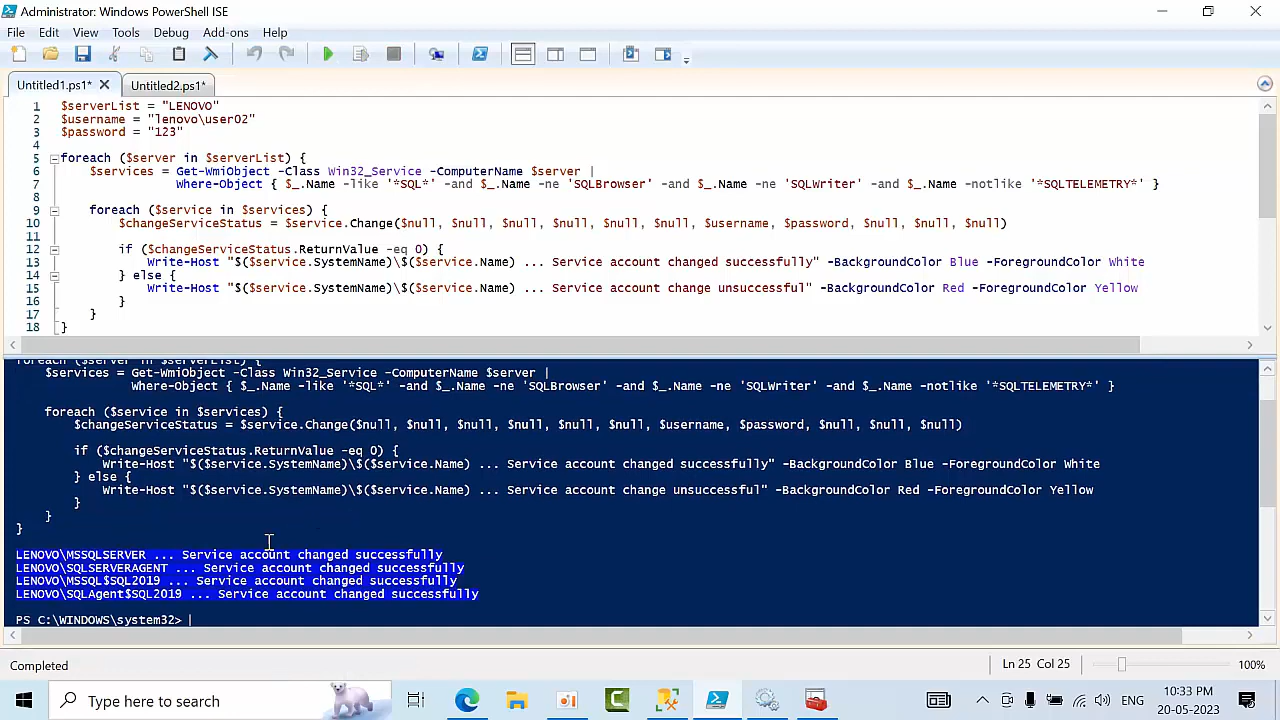 Administrator: Windows PowerShell ISE
File Edit View Tools Debug Add-ons Help
Untitled1.ps1* Untitled2.ps1*
1 $serverList = "LENOVO"
2 $username = "lenovo\user02"
3 $password = "123"
4
5 foreach ($server in $serverList) {
6 $services = Get-WmiObject -Class Win32_Service -ComputerName $server |
7 Where-Object { $_.Name -like '*SQL*' -and $_.Name -ne 'SQLBrowser' -and $_.Name -ne 'SQLWriter' -and $_.Name -notlike '*SQLTELEMETRY*' }
8
9 foreach ($service in $services) {
10 $changeServiceStatus = $service.Change($null, $null, $null, $null, $null, $null, $username, $password, $null, $null, $null)
11
12 if ($changeServiceStatus.ReturnValue -eq 0) {
13 Write-Host "$($service.SystemName)\$($service.Name) ... Service account changed successfully" -BackgroundColor Blue -ForegroundColor White
14 } else {
15 Write-Host "$($service.SystemName)\$($service.Name) ... Service account change unsuccessful" -BackgroundColor Red -ForegroundColor Yellow
16 }
17 }
18 }
foreach ($server in $serverList) {
$services = Get-WmiObject -Class Win32_Service -ComputerName $server |
Where-Object { $_.Name -like '*SQL*' -and $_.Name -ne 'SQLBrowser' -and $_.Name -ne 'SQLWriter' -and $_.Name -notlike '*SQLTELEMETRY*' }
foreach ($service in $services) {
$changeServiceStatus = $service.Change($null, $null, $null, $null, $null, $null, $username, $password, $null, $null, $null)
if ($changeServiceStatus.ReturnValue -eq 0) {
Write-Host "$($service.SystemName)\$($service.Name) ... Service account changed successfully" -BackgroundColor Blue -ForegroundColor White
} else {
Write-Host "$($service.SystemName)\$($service.Name) ... Service account change unsuccessful" -BackgroundColor Red -ForegroundColor Yellow
}
}
}
LENOVO\MSSQLSERVER ... Service account changed successfully
LENOVO\SQLSERVERAGENT ... Service account changed successfully
LENOVO\MSSQL$SQL2019 ... Service account changed successfully
LENOVO\SQLAgent$SQL2019 ... Service account changed successfully
PS C:\WINDOWS\system32>
Completed Ln 25 Col 25 100%
Type here to search ENG 10:33 PM
20-05-2023